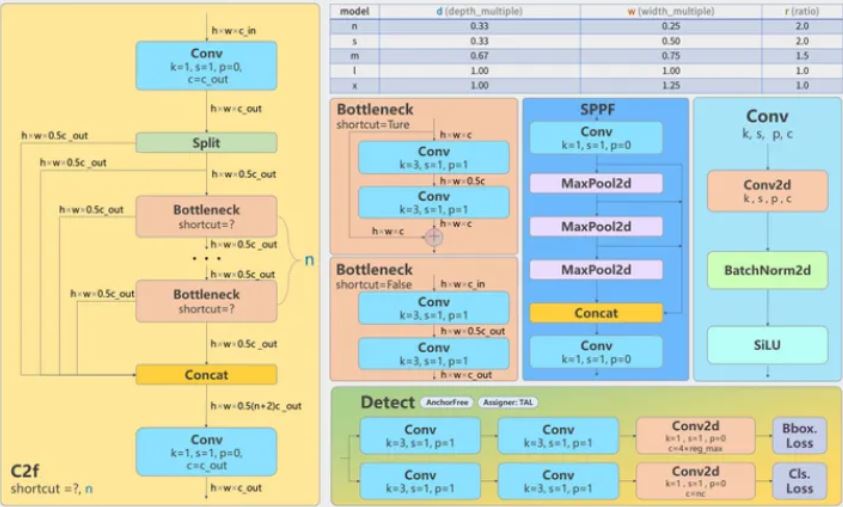 h×w×c_in
Conv
k=1, s=1, p=0,
c=c_out
h×w×c_out
h×w×0.5c_out
Split
h×w×0.5c_out
h×w×0.5c_out
h×w×0.5c_out
Bottleneck
shortcut=?
h×w×0.5c_out
. . .
n
h×w×0.5c_out
h×w×0.5c_out
Bottleneck
shortcut=?
h×w×0.5c_out
Concat
h×w×0.5(n+2)c_out
Conv
k=1, s=1, p=0,
c=c_out
C2f
shortcut =?, n
h×w×c_out
model d (depth_multiple) w (width_multiple) r (ratio)
n 0.33 0.25 2.0
s 0.33 0.50 2.0
m 0.67 0.75 1.5
l 1.00 1.00 1.0
x 1.00 1.25 1.0
Bottleneck
shortcut=Ture
h×w×c
Conv
k=3, s=1, p=1
h×w×0.5c
Conv
k=3, s=1, p=1
h×w×c
h×w×c
+
Bottleneck
shortcut=False
h×w×c_in
Conv
k=3, s=1, p=1
h×w×0.5c_out
Conv
k=3, s=1, p=1
h×w×c_out
SPPF
Conv
k=1, s=1, p=0
MaxPool2d
MaxPool2d
MaxPool2d
Concat
Conv
k=1, s=1, p=0
Conv
k, s, p, c
Conv2d
k , s , p , c
BatchNorm2d
SiLU
Detect AnchorFree Assigner: TAL
Conv
k=3, s=1, p=1
Conv
k=3, s=1, p=1
Conv2d
k=1 , s=1 , p=0
c=4×reg_max
Bbox.
Loss
Conv
k=3, s=1, p=1
Conv
k=3, s=1, p=1
Conv2d
k=1 , s=1 , p=0
c=nc
Cls.
Loss